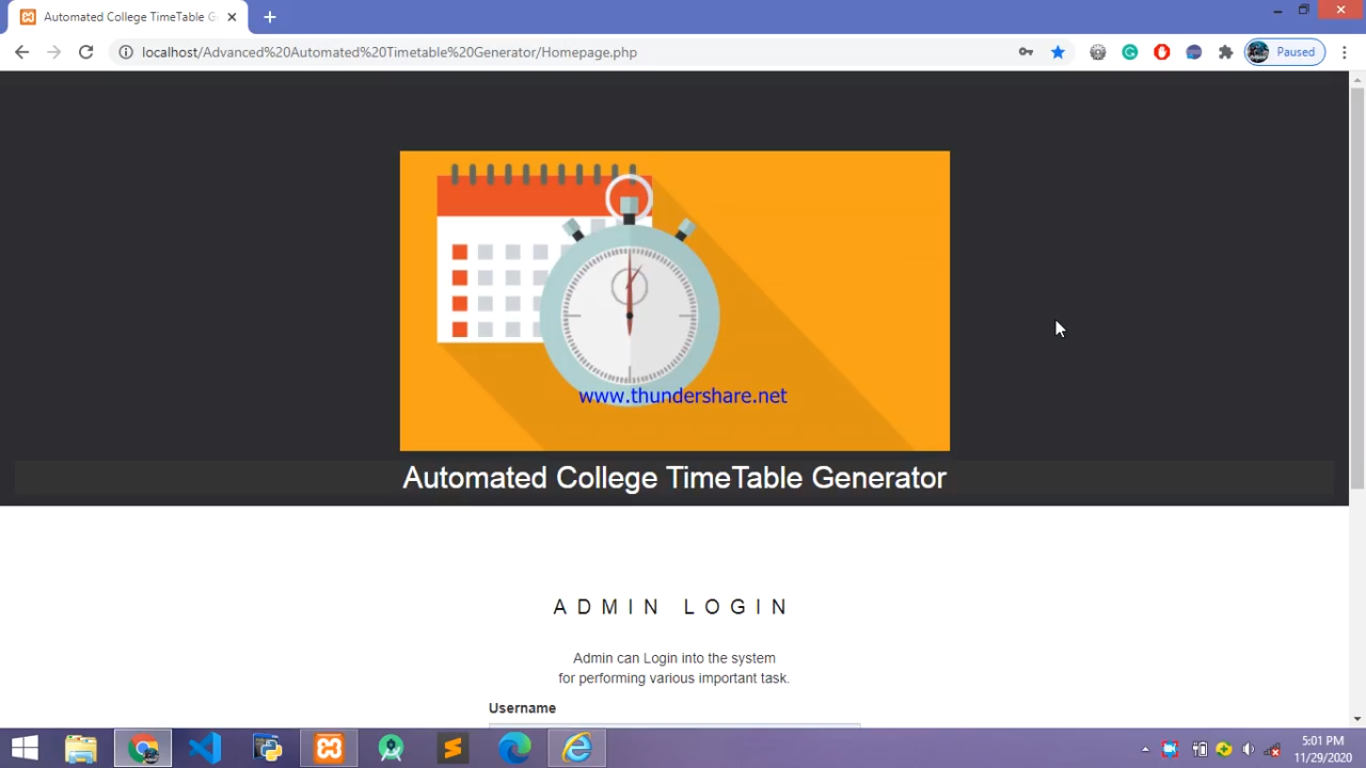 Automated College TimeTable G
localhost/Advanced%20Automated%20Timetable%20Generator/Homepage.php
Paused
www.thundershare.net
Automated College TimeTable Generator
ADMIN LOGIN
Admin can Login into the system
for performing various important task.
Username
5:01 PM
11/29/2020